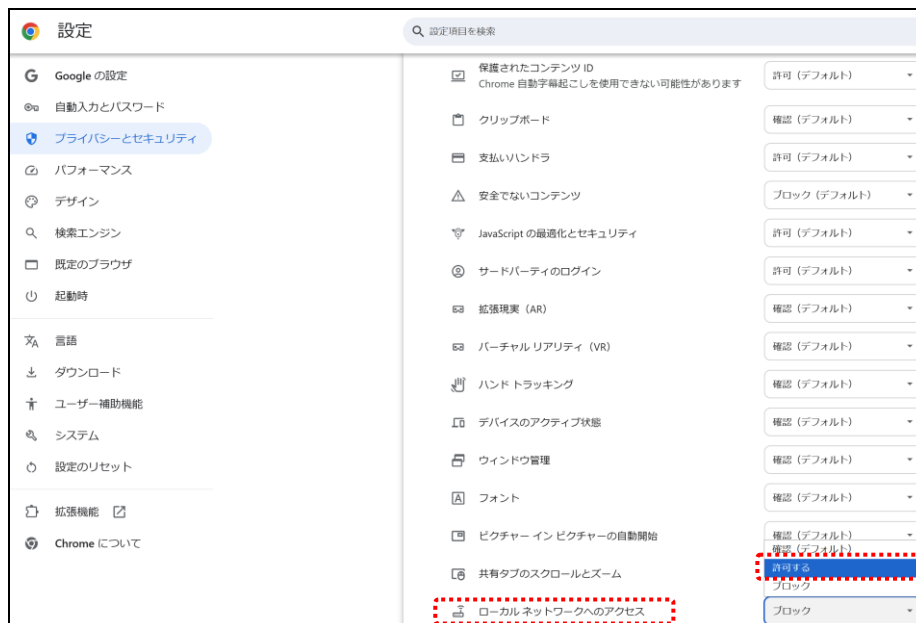 設定
設定項目を検索
Google の設定
自動入力とパスワード
プライバシーとセキュリティ
パフォーマンス
デザイン
検索エンジン
既定のブラウザ
起動時
言語
ダウンロード
ユーザー補助機能
システム
設定のリセット
拡張機能
Chrome について
保護されたコンテンツ ID
Chrome 自動字幕起こしを使用できない可能性があります
許可（デフォルト）
クリップボード
確認（デフォルト）
支払いハンドラ
許可（デフォルト）
安全でないコンテンツ
ブロック（デフォルト）
JavaScript の最適化とセキュリティ
許可（デフォルト）
サードパーティのログイン
許可（デフォルト）
拡張現実（AR）
確認（デフォルト）
バーチャル リアリティ（VR）
確認（デフォルト）
ハンド トラッキング
確認（デフォルト）
デバイスのアクティブ状態
確認（デフォルト）
ウィンドウ管理
確認（デフォルト）
フォント
確認（デフォルト）
ピクチャー イン ピクチャーの自動開始
確認（デフォルト）
確認（デフォルト）
共有タブのスクロールとズーム
許可する
ブロック
ローカル ネットワークへのアクセス
ブロック